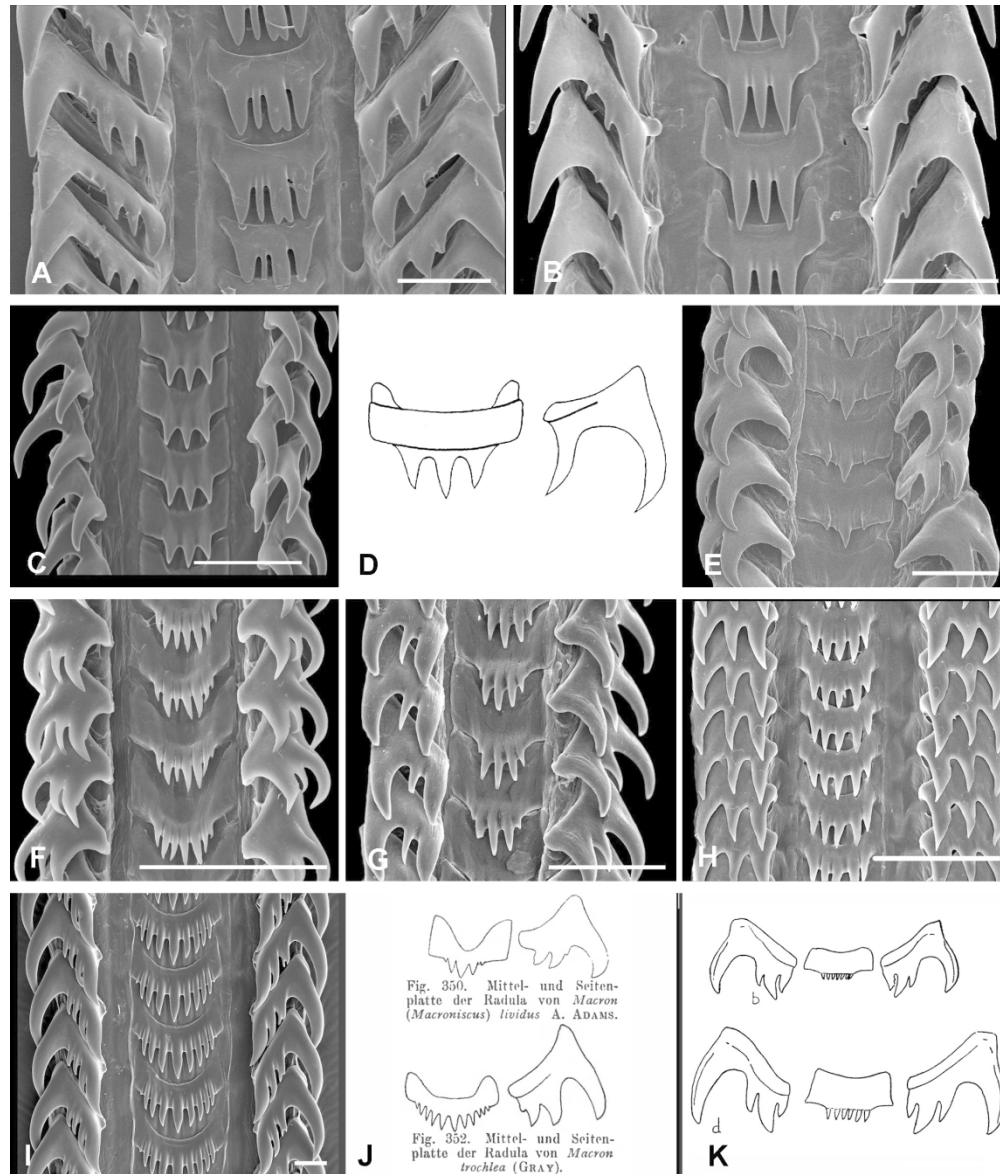 A
B
C
D
E
F
G
H
I
J
Fig. 350. Mittel- und Seiten-
platte der Radula von Macron
(Macroniscus) lividus A. ADAMS.
Fig. 352. Mittel- und Seiten-
platte der Radula von Macron
trochlea (GRAY).
K
b
d